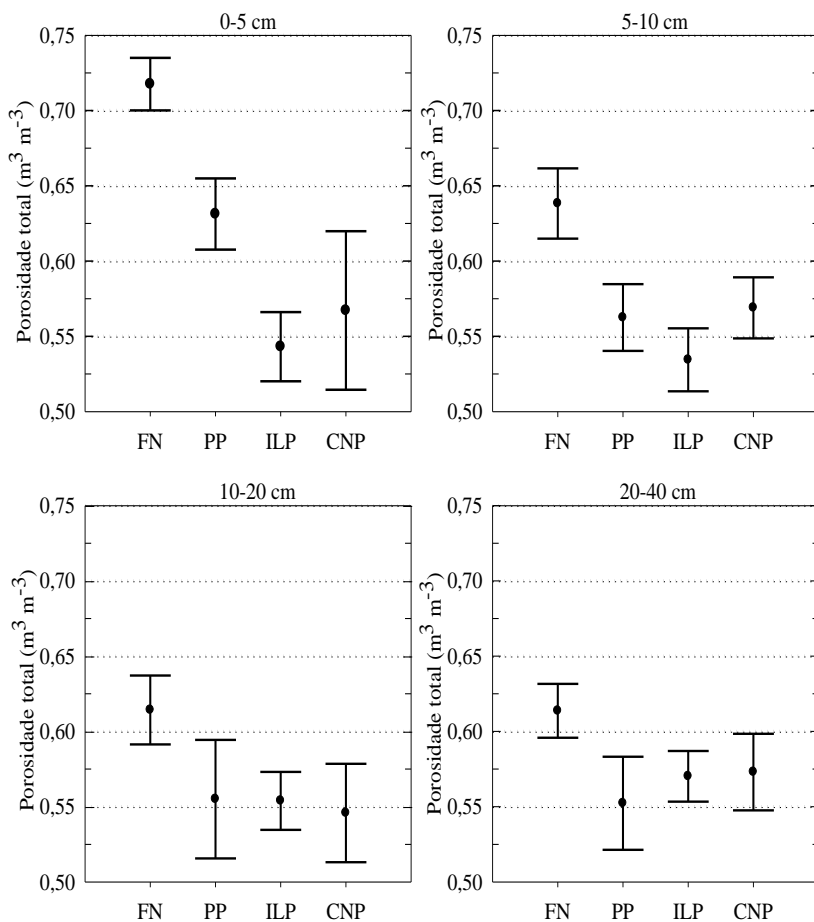 0-5 cm
Porosidade total (m³ m⁻³)
0,75
0,70
0,65
0,60
0,55
0,50
FN PP ILP CNP
5-10 cm
Porosidade total (m³ m⁻³)
0,75
0,70
0,65
0,60
0,55
0,50
FN PP ILP CNP
10-20 cm
Porosidade total (m³ m⁻³)
0,75
0,70
0,65
0,60
0,55
0,50
FN PP ILP CNP
20-40 cm
Porosidade total (m³ m⁻³)
0,75
0,70
0,65
0,60
0,55
0,50
FN PP ILP CNP